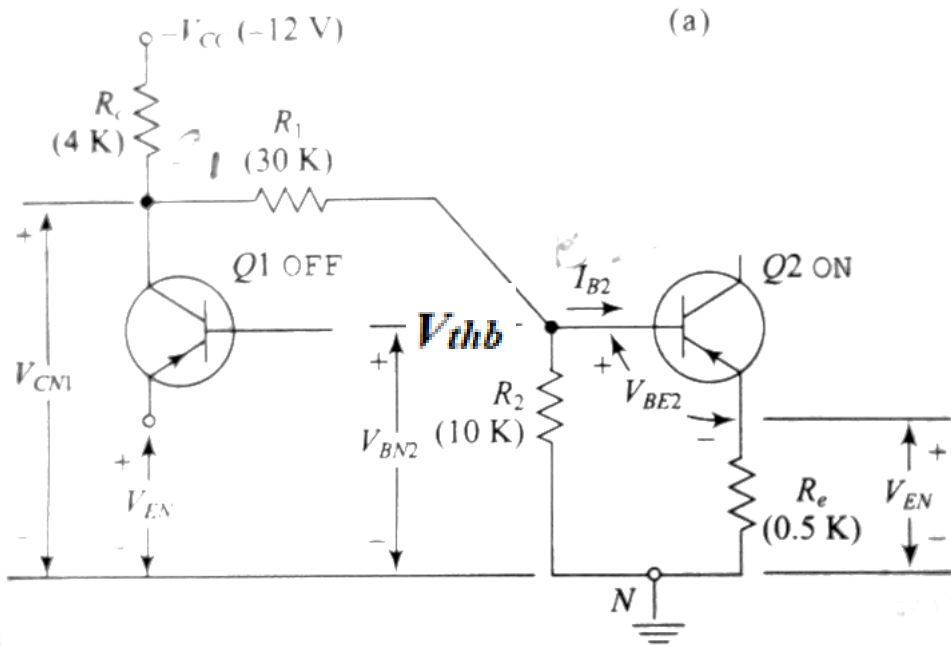 (a)
-V_CC (-12 V)
R_c
(4 K)
R_1
(30 K)
Q1 OFF
Q2 ON
I_B2
V_thb
+
+
+
V_CN1
V_BN2
R_2
(10 K)
V_BE2
-
+
V_EN
+
R_e
(0.5 K)
V_EN
-
-
-
-
N